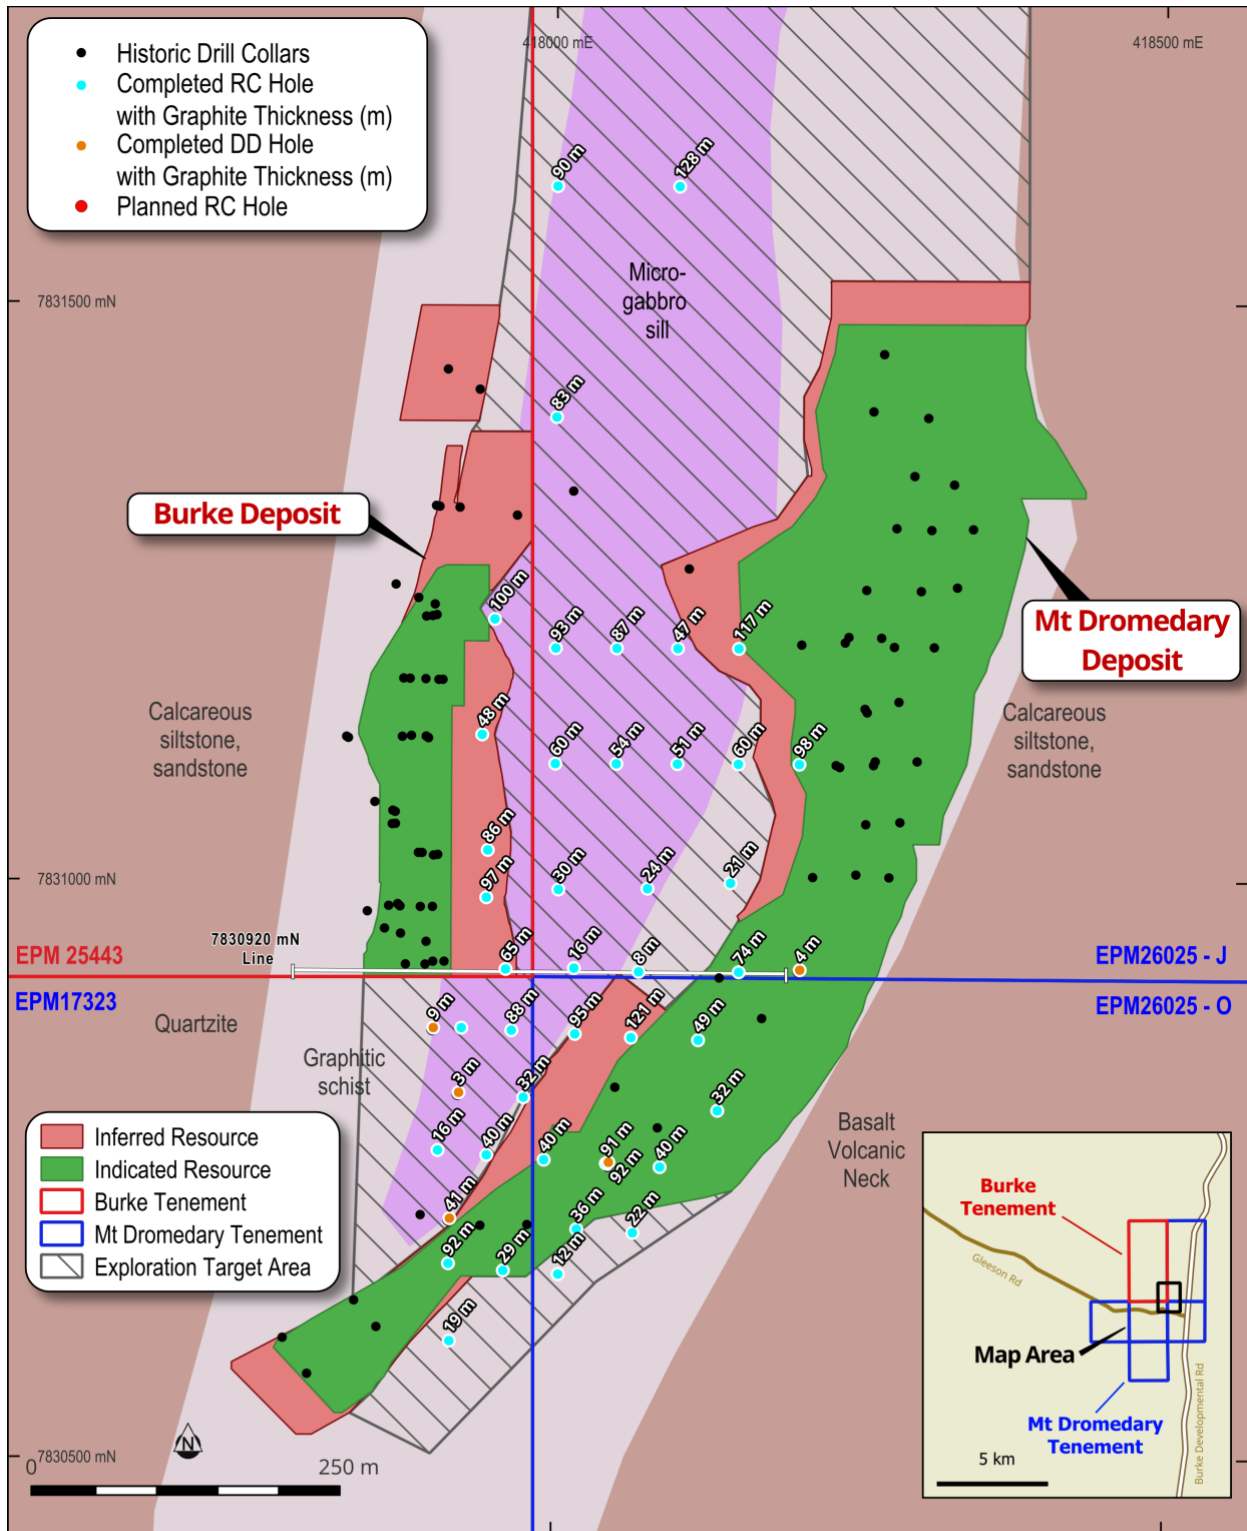 418000 mE
418500 mE
Historic Drill Collars
Completed RC Hole
with Graphite Thickness (m)
Completed DD Hole
with Graphite Thickness (m)
Planned RC Hole
90 m
128 m
Micro-
gabbro
sill
7831500 mN
83 m
Burke Deposit
100 m
93 m
87 m
47 m
117 m
Mt Dromedary
Deposit
Calcareous
siltstone,
sandstone
48 m
60 m
54 m
51 m
60 m
98 m
Calcareous
siltstone,
sandstone
86 m
97 m
30 m
24 m
21 m
7831000 mN
7830920 mN
Line
EPM 25443
65 m
16 m
8 m
74 m
4 m
EPM26025 - J
EPM17323
EPM26025 - O
Quartzite
9 m
88 m
95 m
121 m
49 m
Graphitic
schist
3 m
32 m
32 m
16 m
40 m
40 m
91 m
92 m
40 m
Basalt
Volcanic
Neck
41 m
92 m
29 m
36 m
12 m
22 m
19 m
Inferred Resource
Indicated Resource
Burke Tenement
Mt Dromedary Tenement
Exploration Target Area
Burke
Tenement
Gleeson Rd
Map Area
Mt Dromedary
Tenement
Burke Developmental Rd
5 km
N
7830500 mN
0
250 m